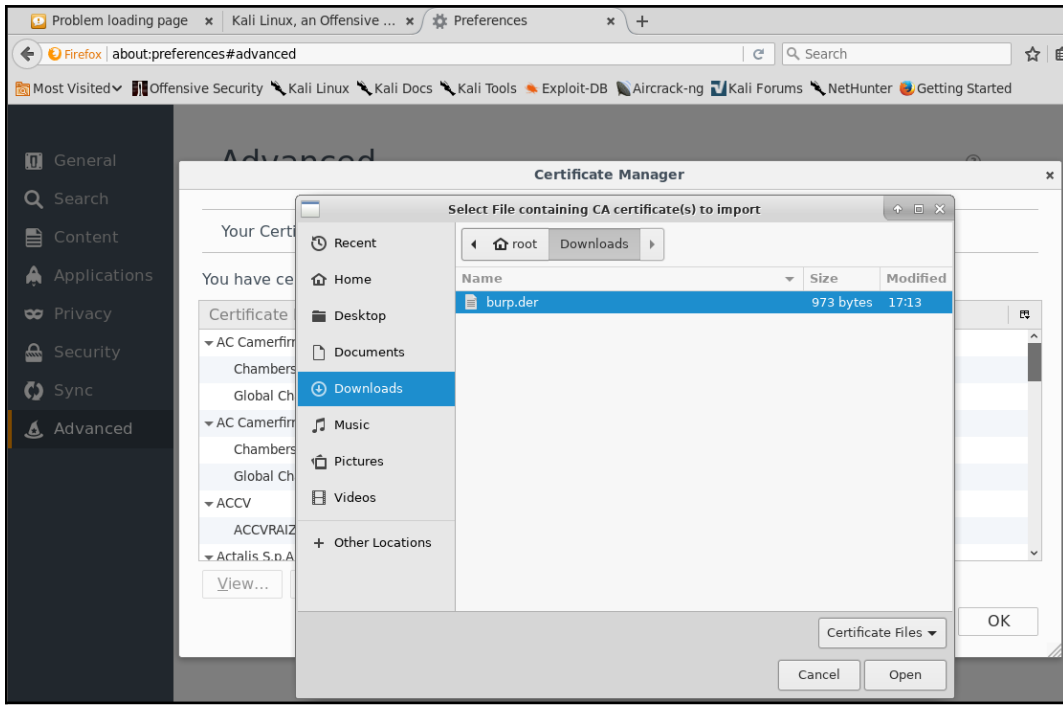 Problem loading page × Kali Linux, an Offensive ... × Preferences × +
Firefox about:preferences#advanced Search
Most Visited Offensive Security Kali Linux Kali Docs Kali Tools Exploit-DB Aircrack-ng Kali Forums NetHunter Getting Started
General
Search
Content
Applications
Privacy
Security
Sync
Advanced
Advanced
Certificate Manager ×
Your Certi
You have ce
Certificate
AC Camerfir
Chambers
Global Ch
AC Camerfir
Chambers
Global Ch
ACCV
ACCVRAIZ
Actalis S.p.A
View...
OK
Select File containing CA certificate(s) to import
Recent
Home
Desktop
Documents
Downloads
Music
Pictures
Videos
+ Other Locations
root Downloads
Name Size Modified
burp.der 973 bytes 17:13
Certificate Files
Cancel Open